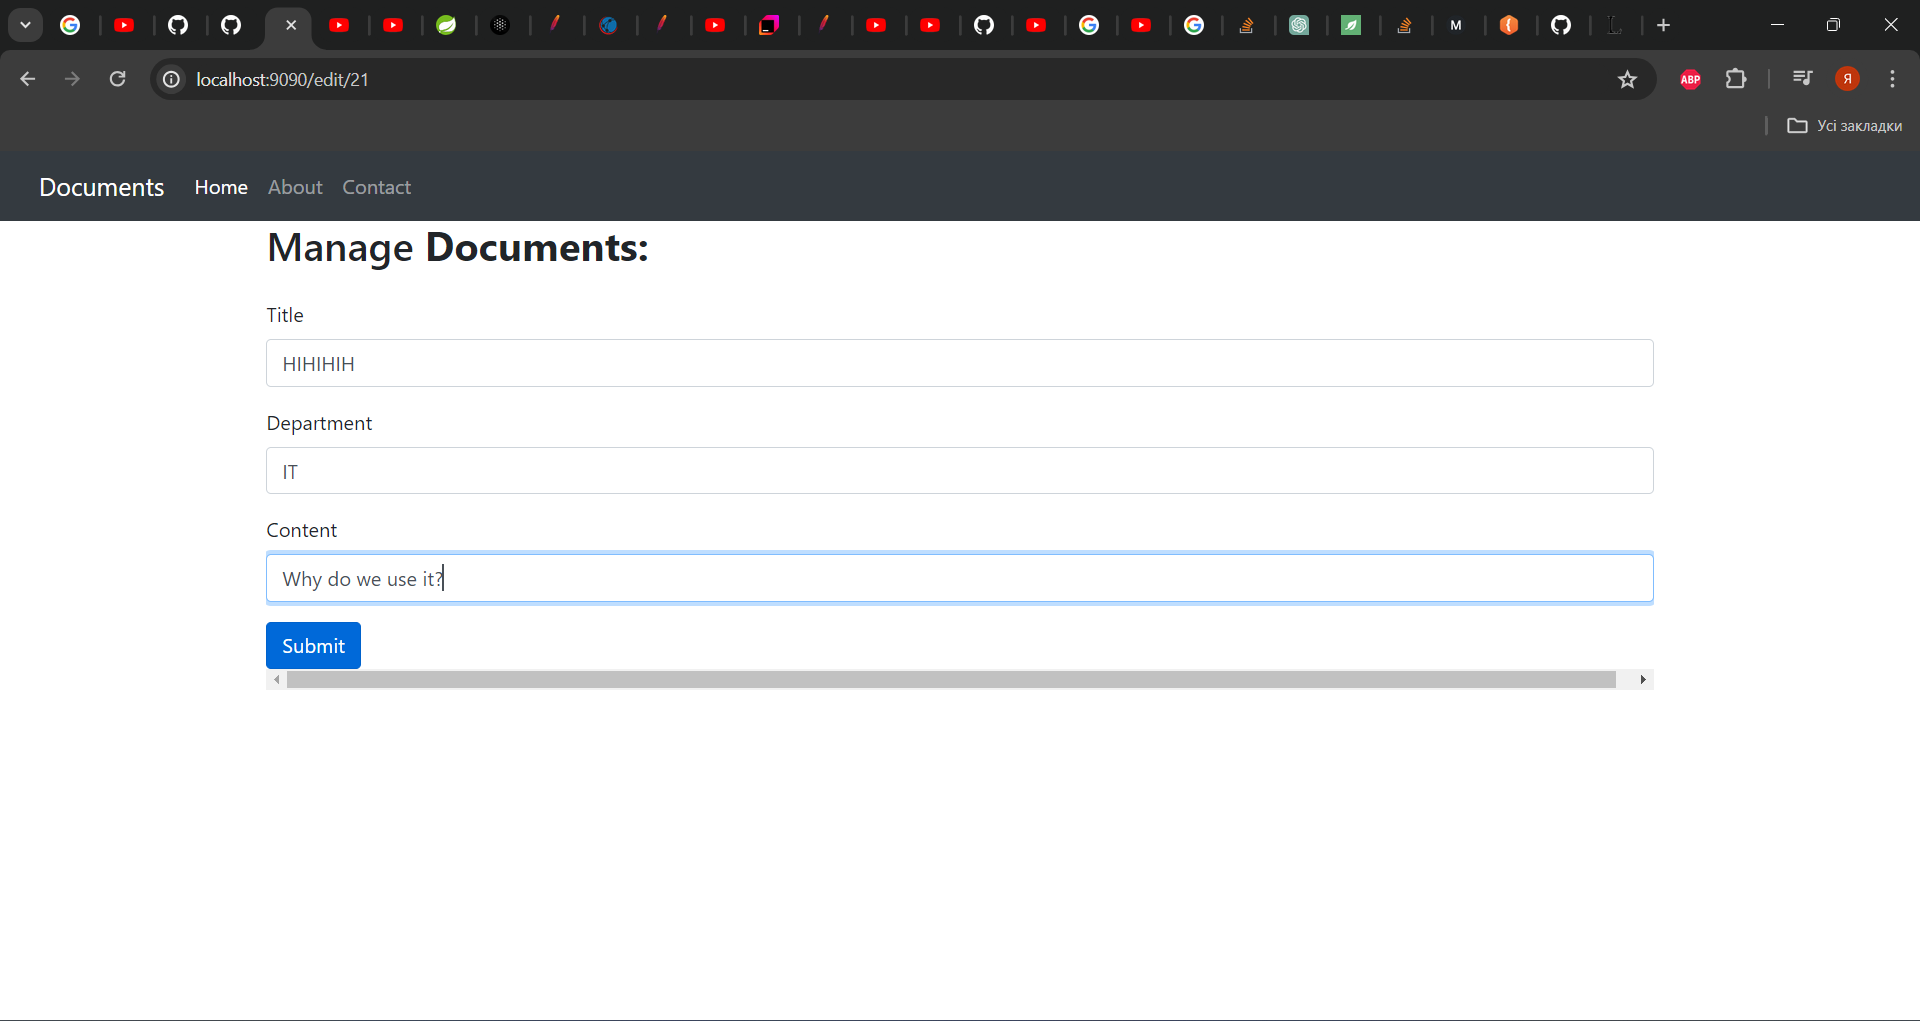 localhost:9090/edit/21
ABP
Я
Усі закладки
Documents Home About Contact
Manage Documents:
Title
HIHIHIH
Department
IT
Content
Why do we use it?
Submit